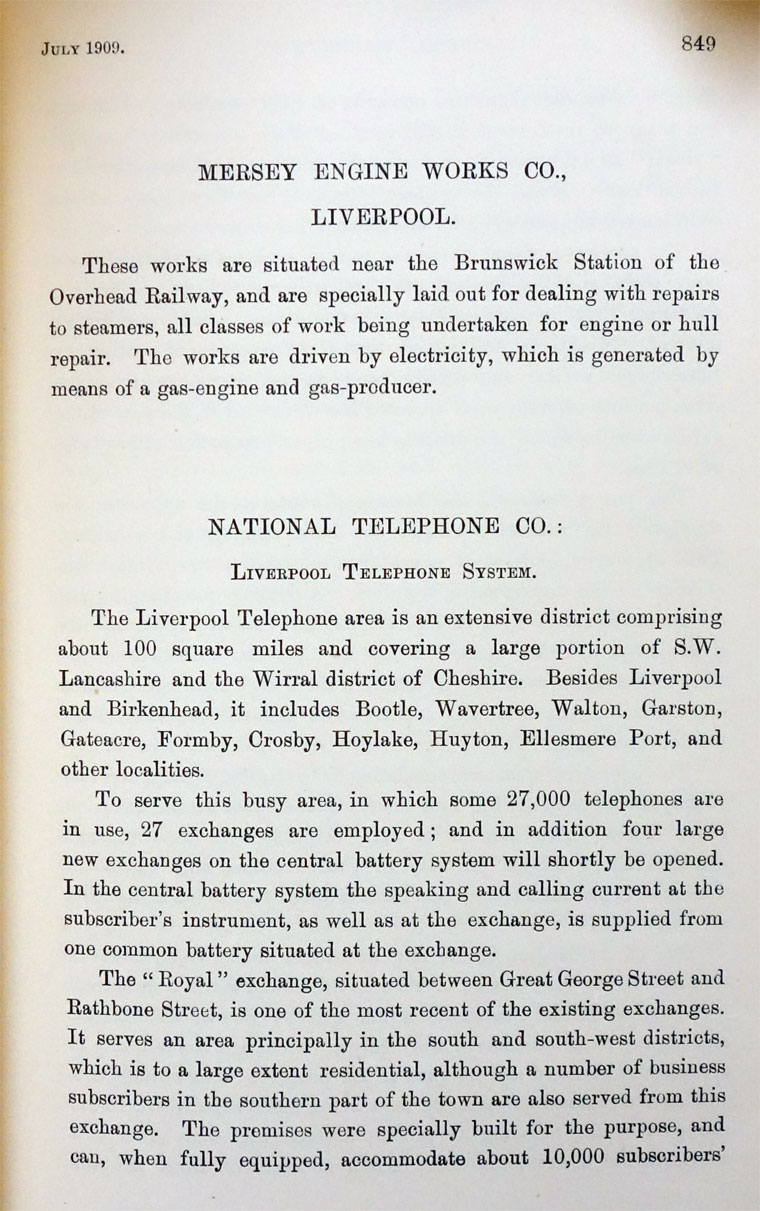 July 1909.
849
MERSEY ENGINE WORKS CO.,
LIVERPOOL.
These works are situated near the Brunswick Station of the
Overhead Railway, and are specially laid out for dealing with repairs
to steamers, all classes of work being undertaken for engine or hull
repair. The works are driven by electricity, which is generated by
means of a gas-engine and gas-producer.
NATIONAL TELEPHONE CO.:
Liverpool Telephone System.
The Liverpool Telephone area is an extensive district comprising
about 100 square miles and covering a large portion of S.W.
Lancashire and the Wirral district of Cheshire. Besides Liverpool
and Birkenhead, it includes Bootle, Wavertree, Walton, Garston,
Gateacre, Formby, Crosby, Hoylake, Huyton, Ellesmere Port, and
other localities.
To serve this busy area, in which some 27,000 telephones are
in use, 27 exchanges are employed; and in addition four large
new exchanges on the central battery system will shortly be opened.
In the central battery system the speaking and calling current at the
subscriber's instrument, as well as at the exchange, is supplied from
one common battery situated at the exchange.
The "Royal" exchange, situated between Great George Street and
Rathbone Street, is one of the most recent of the existing exchanges.
It serves an area principally in the south and south-west districts,
which is to a large extent residential, although a number of business
subscribers in the southern part of the town are also served from this
exchange. The premises were specially built for the purpose, and
can, when fully equipped, accommodate about 10,000 subscribers'